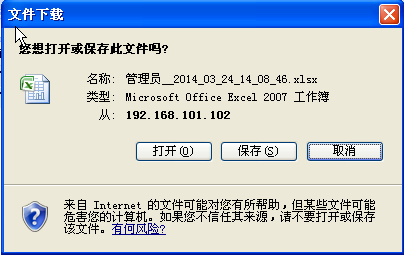 文件下载
您想打开或保存此文件吗?
名称: 管理员__2014_03_24_14_08_46.xlsx
类型: Microsoft Office Excel 2007 工作簿
从: 192.168.101.102
打开(O) 保存(S) 取消
来自 Internet 的文件可能对您有所帮助,但某些文件可能
危害您的计算机。如果您不信任其来源,请不要打开或保存
该文件。有何风险?